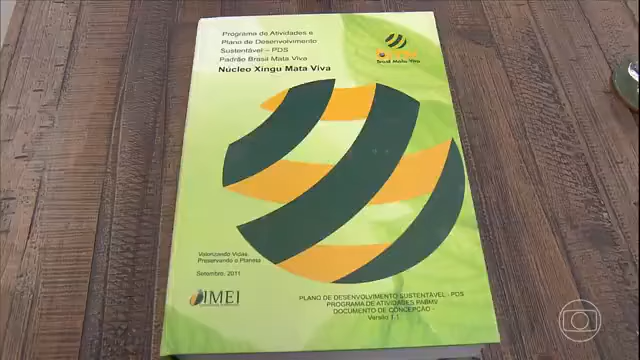 Programa de Atividades e
Plano de Desenvolvimento
Sustentável – PDS
Padrão Brasil Mata Viva
Núcleo Xingu Mata Viva
Brasil Mata Viva
Valorizando Vidas,
Preservando o Planeta
Setembro, 2011
IMEI
PLANO DE DESENVOLVIMENTO SUSTENTÁVEL - PDS
PROGRAMA DE ATIVIDADES PABMV
DOCUMENTO DE CONCEPÇÃO -
Versão 1.1